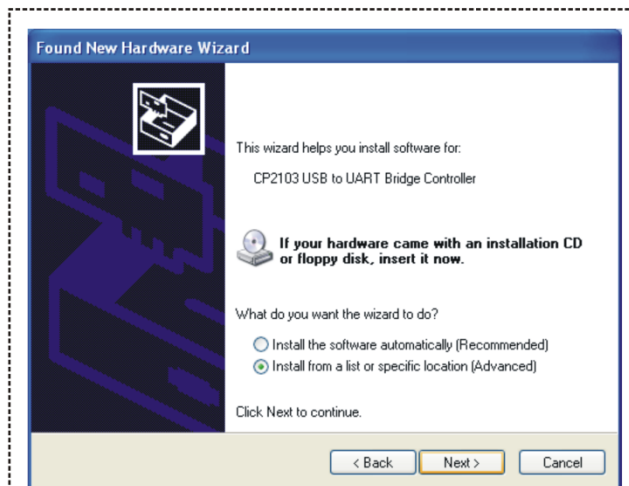 Found New Hardware Wizard
This wizard helps you install software for:
CP2103 USB to UART Bridge Controller
If your hardware came with an installation CD
or floppy disk, insert it now.
What do you want the wizard to do?
Install the software automatically (Recommended)
Install from a list or specific location (Advanced)
Click Next to continue.
< Back Next > Cancel